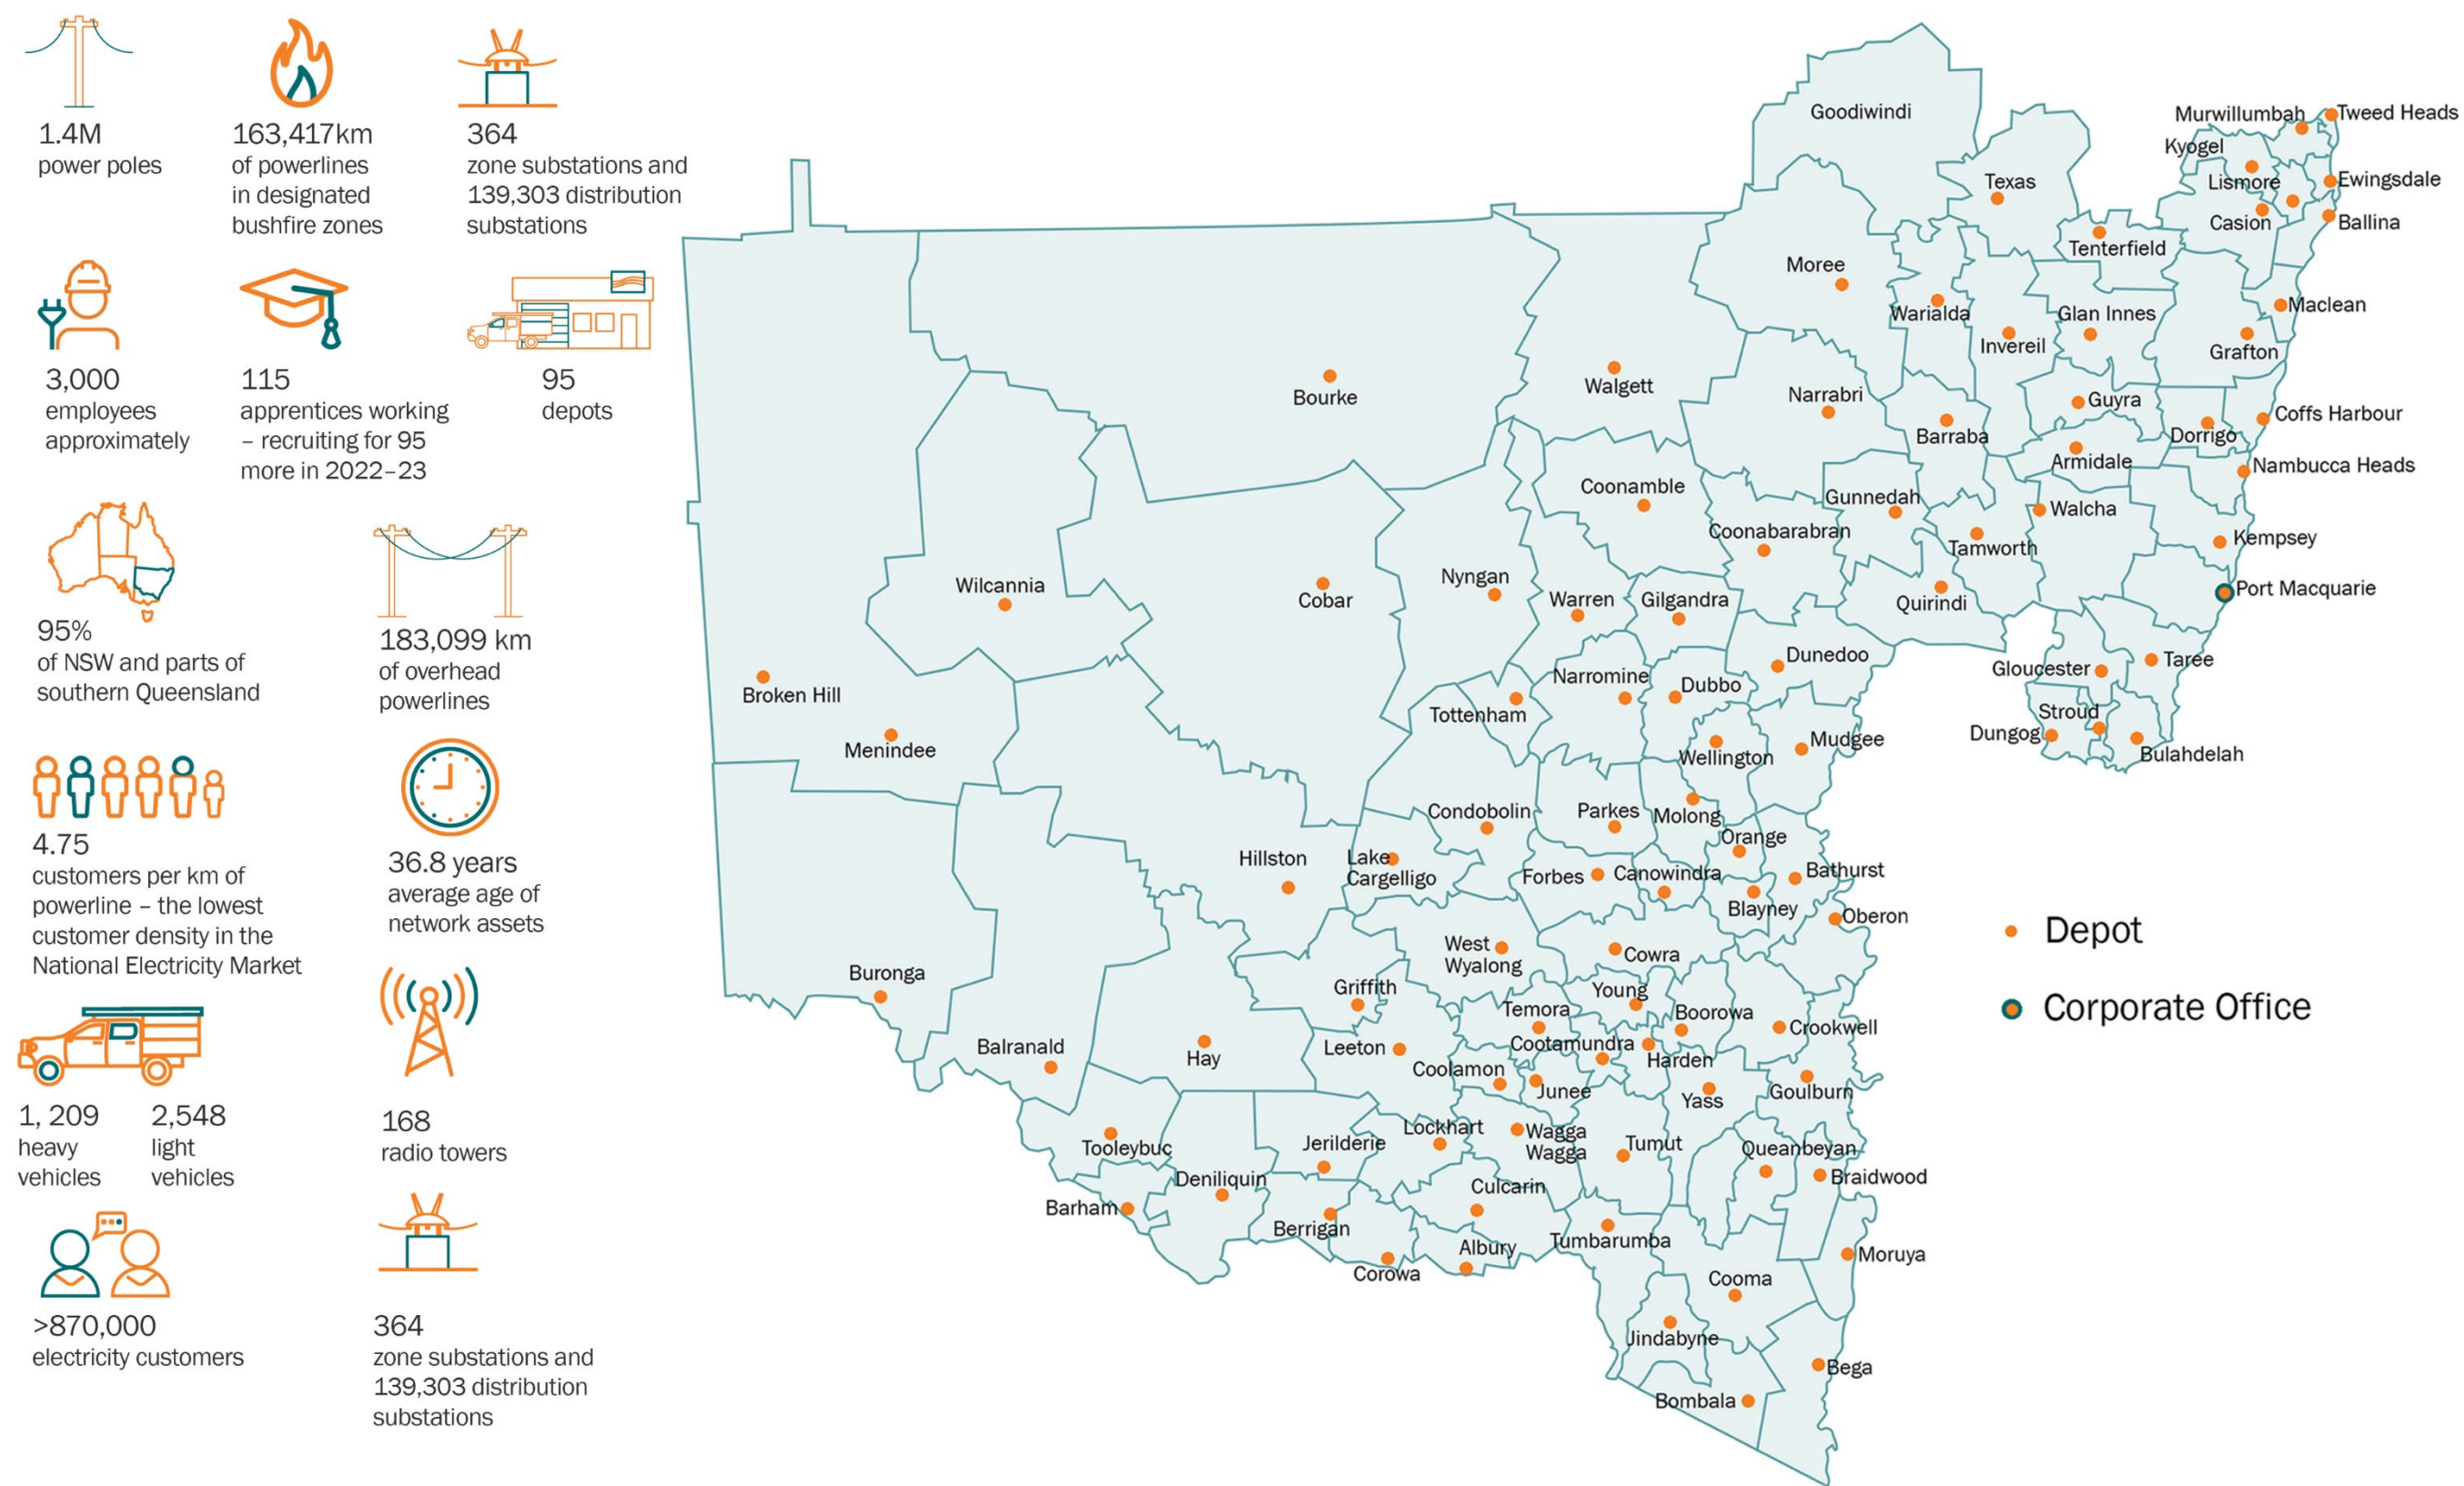 1.4M
power poles
163,417km
of powerlines
in designated
bushfire zones
364
zone substations and
139,303 distribution
substations
3,000
employees
approximately
115
apprentices working
– recruiting for 95
more in 2022–23
95
depots
95%
of NSW and parts of
southern Queensland
183,099 km
of overhead
powerlines
4.75
customers per km of
powerline – the lowest
customer density in the
National Electricity Market
36.8 years
average age of
network assets
1, 209
heavy
vehicles
2,548
light
vehicles
168
radio towers
>870,000
electricity customers
364
zone substations and
139,303 distribution
substations
Goodiwindi
Murwillumbah
Tweed Heads
Kyogel
Texas
Lismore
Ewingsdale
Casion
Ballina
Tenterfield
Moree
Warialda
Glan Innes
Maclean
Invereil
Grafton
Bourke
Walgett
Narrabri
Guyra
Coffs Harbour
Barraba
Dorrigo
Armidale
Nambucca Heads
Coonamble
Gunnedah
Walcha
Coonabarabran
Tamworth
Kempsey
Wilcannia
Cobar
Nyngan
Warren
Gilgandra
Quirindi
Port Macquarie
Broken Hill
Menindee
Tottenham
Narromine
Dubbo
Dunedoo
Gloucester
Taree
Stroud
Dungog
Bulahdelah
Wellington
Mudgee
Condobolin
Parkes
Molong
Orange
Hillston
Lake
Cargelligo
Forbes
Canowindra
Bathurst
Blayney
Oberon
Depot
Corporate Office
West
Wyalong
Cowra
Buronga
Griffith
Young
Temora
Boorowa
Crookwell
Balranald
Hay
Leeton
Cootamundra
Harden
Coolamon
Junee
Yass
Goulburn
Tooleybuc
Jerilderie
Lockhart
Wagga
Wagga
Tumut
Queanbeyan
Braidwood
Deniliquin
Barham
Culcarin
Berrigan
Albury
Tumbarumba
Corowa
Moruya
Cooma
Jindabyne
Bega
Bombala